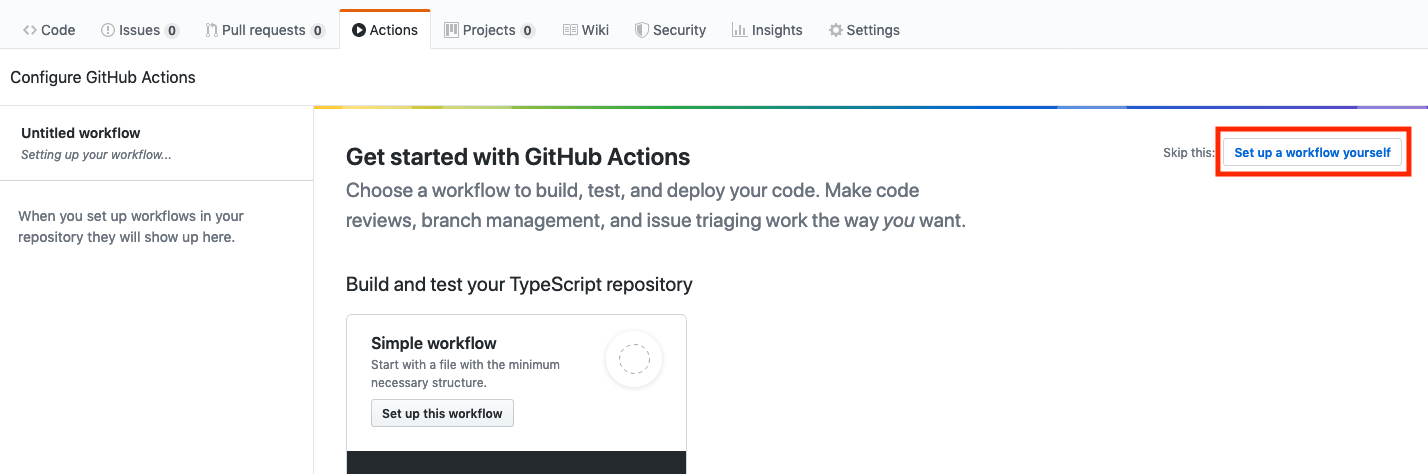 Code Issues 0 Pull requests 0 Actions Projects 0 Wiki Security Insights Settings
Configure GitHub Actions
Untitled workflow
Setting up your workflow...
When you set up workflows in your
repository they will show up here.
Get started with GitHub Actions
Skip this: Set up a workflow yourself
Choose a workflow to build, test, and deploy your code. Make code
reviews, branch management, and issue triaging work the way you want.
Build and test your TypeScript repository
Simple workflow
Start with a file with the minimum
necessary structure.
Set up this workflow